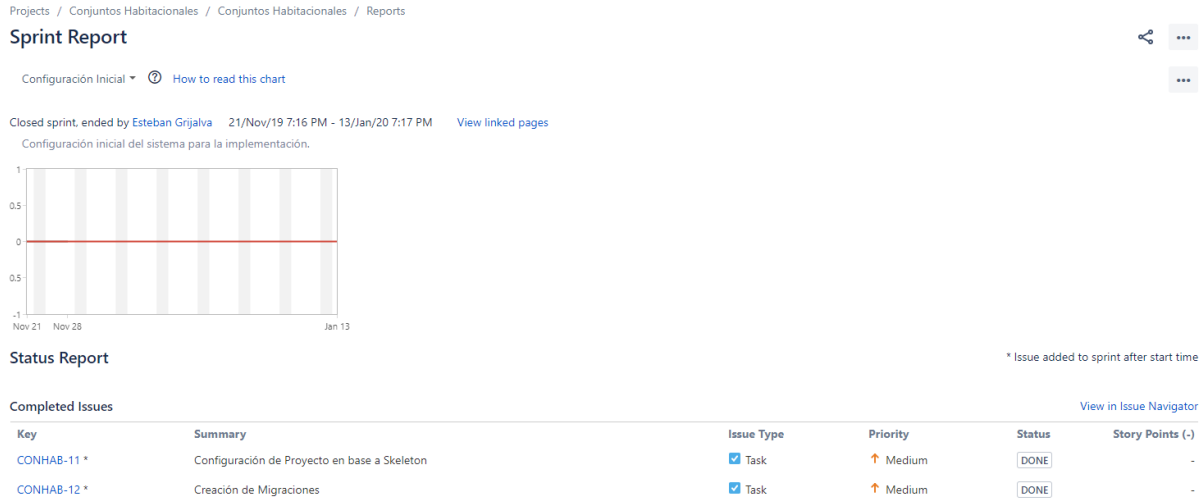 Projects / Conjuntos Habitacionales / Conjuntos Habitacionales / Reports
Sprint Report
Configuración Inicial How to read this chart
Closed sprint, ended by Esteban Grijalva 21/Nov/19 7:16 PM - 13/Jan/20 7:17 PM View linked pages
Configuración inicial del sistema para la implementación.
1
0.5
0
0.5
-1
Nov 21 Nov 28 Jan 13
Status Report * Issue added to sprint after start time
Completed Issues View in Issue Navigator
Key Summary Issue Type Priority Status Story Points (-)
CONHAB-11 * Configuración de Proyecto en base a Skeleton Task Medium DONE -
CONHAB-12 * Creación de Migraciones Task Medium DONE -